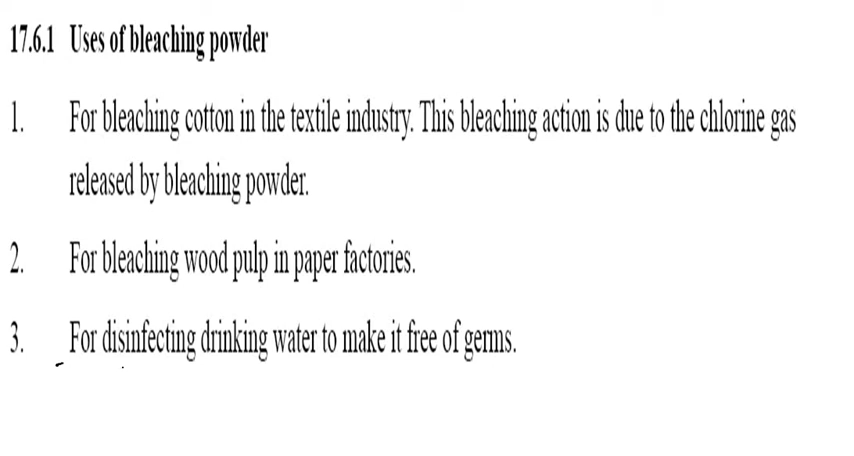 17.6.1 Uses of bleaching powder
1. For bleaching cotton in the textile industry. This bleaching action is due to the chlorine gas
released by bleaching powder.
2. For bleaching wood pulp in paper factories.
3. For disinfecting drinking water to make it free of germs.